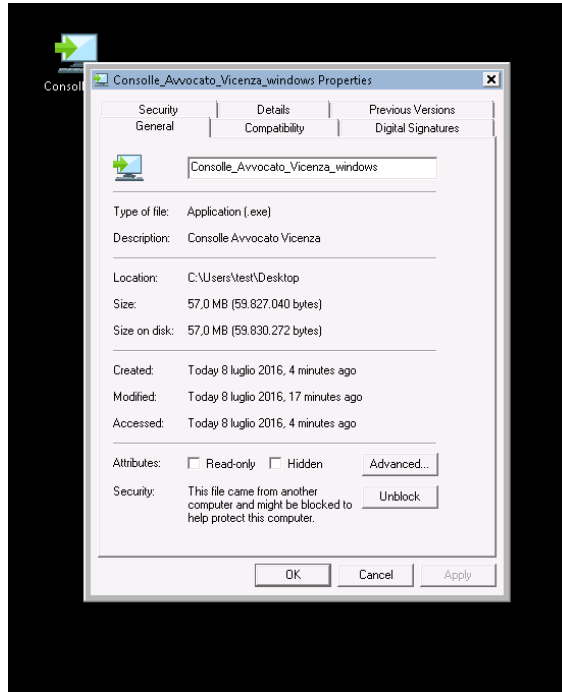 Consoll
Consolle_Avvocato_Vicenza_windows Properties
Security Details Previous Versions
General Compatibility Digital Signatures
Consolle_Avvocato_Vicenza_windows
Type of file: Application (.exe)
Description: Consolle Avvocato Vicenza
Location: C:\Users\test\Desktop
Size: 57,0 MB (59.827.040 bytes)
Size on disk: 57,0 MB (59.830.272 bytes)
Created: Today 8 luglio 2016, 4 minutes ago
Modified: Today 8 luglio 2016, 17 minutes ago
Accessed: Today 8 luglio 2016, 4 minutes ago
Attributes: Read-only Hidden Advanced...
Security: This file came from another
computer and might be blocked to
help protect this computer.
Unblock
OK Cancel Apply